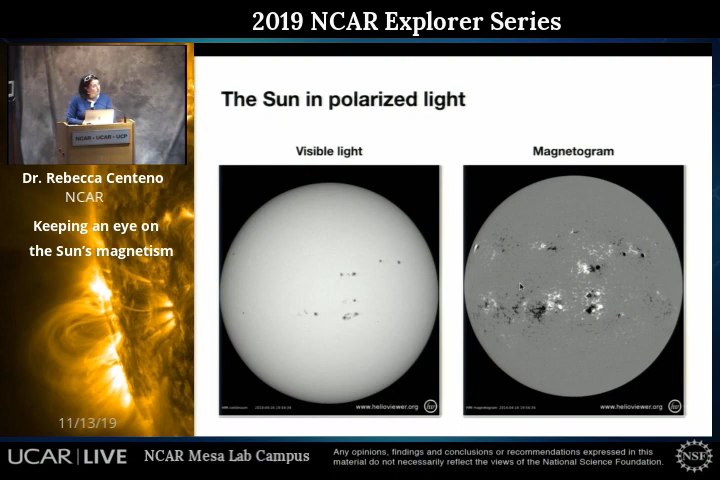 2019 NCAR Explorer Series
NCAR • UCAR • UCP
Dr. Rebecca Centeno
NCAR
Keeping an eye on
the Sun's magnetism
11/13/19
The Sun in polarized light
Visible light
Magnetogram
www.helioviewer.org
www.helioviewer.org
UCAR | LIVE
NCAR Mesa Lab Campus
Any opinions, findings and conclusions or recommendations expressed in this
material do not necessarily reflect the views of the National Science Foundation.
NSF